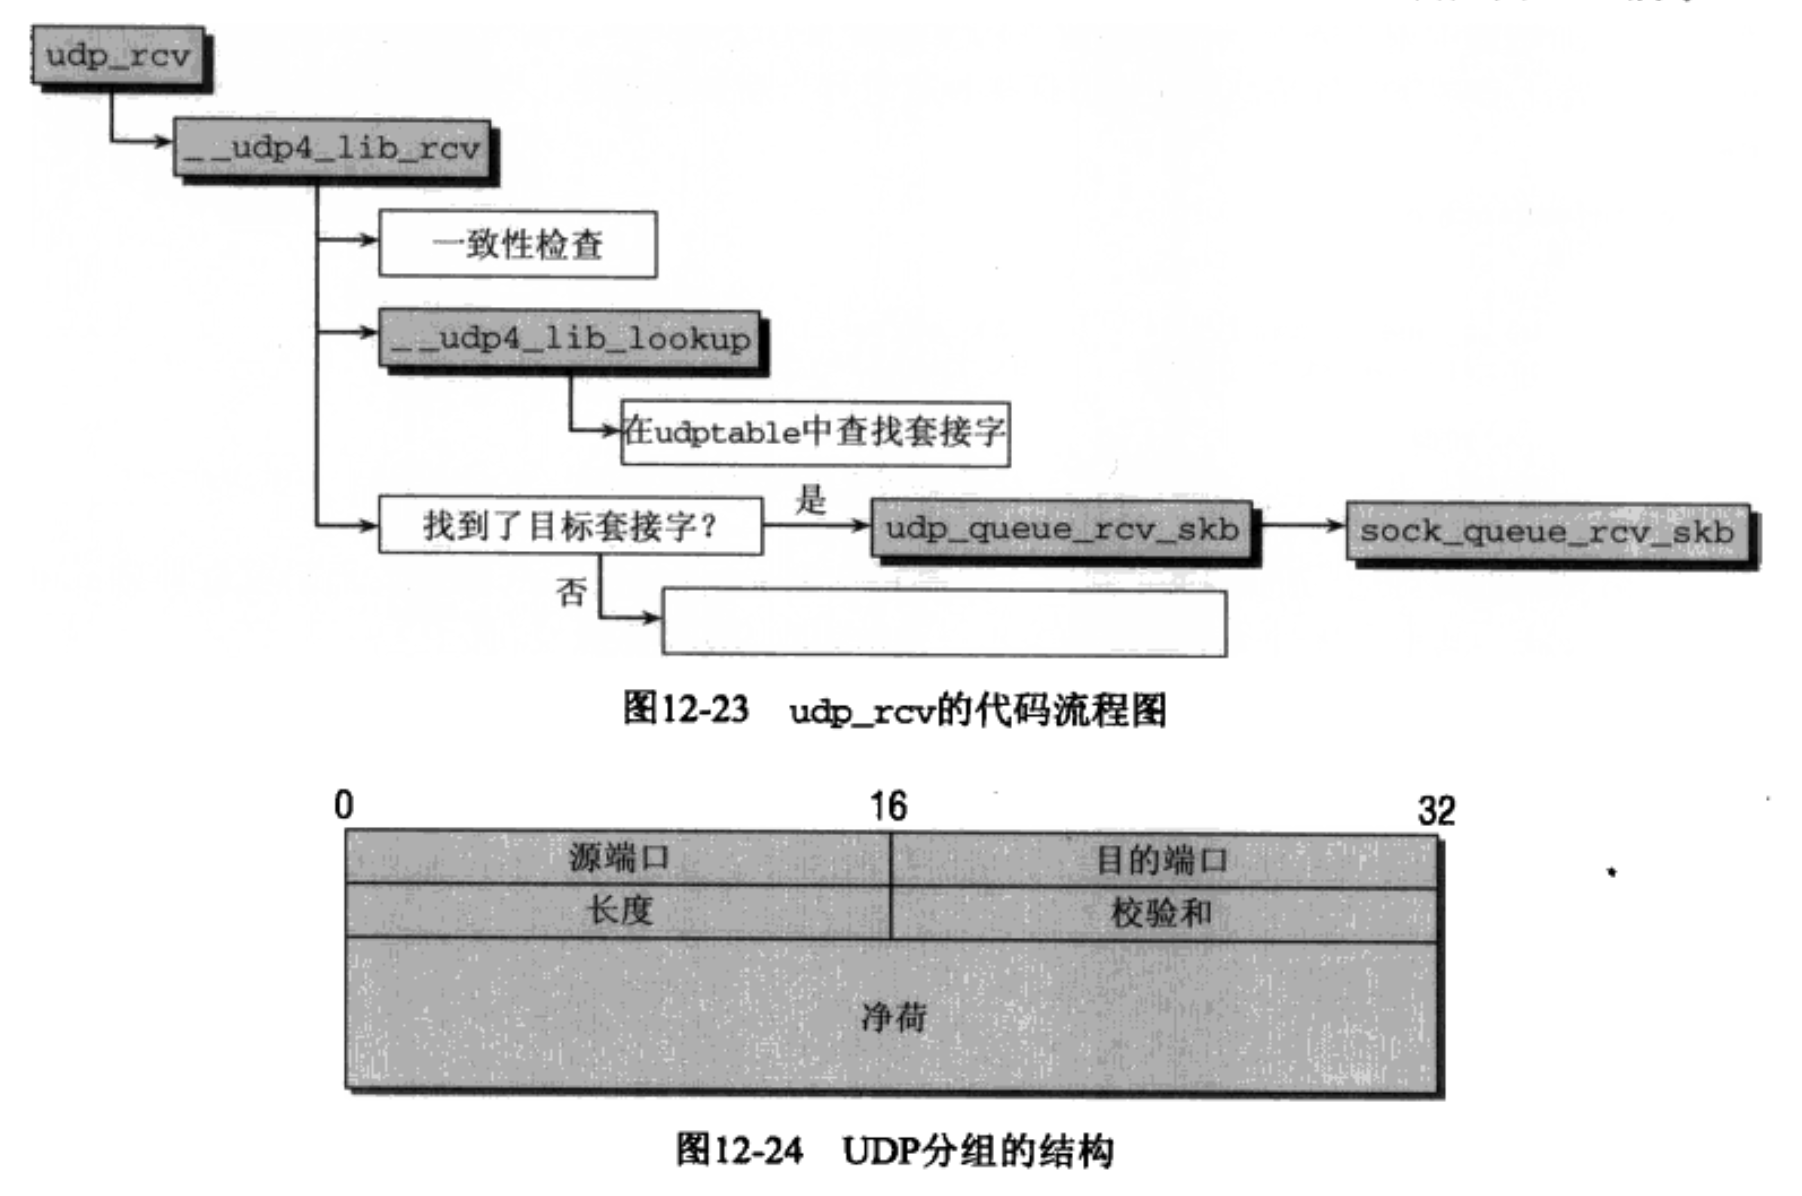 udp_rcv
__udp4_lib_rcv
一致性检查
__udp4_lib_lookup
在udptable中查找套接字
找到了目标套接字?
是
udp_queue_rcv_skb
sock_queue_rcv_skb
否
图12-23 udp_rcv的代码流程图
0 16 32
源端口 目的端口
长度 校验和
净荷
图12-24 UDP分组的结构